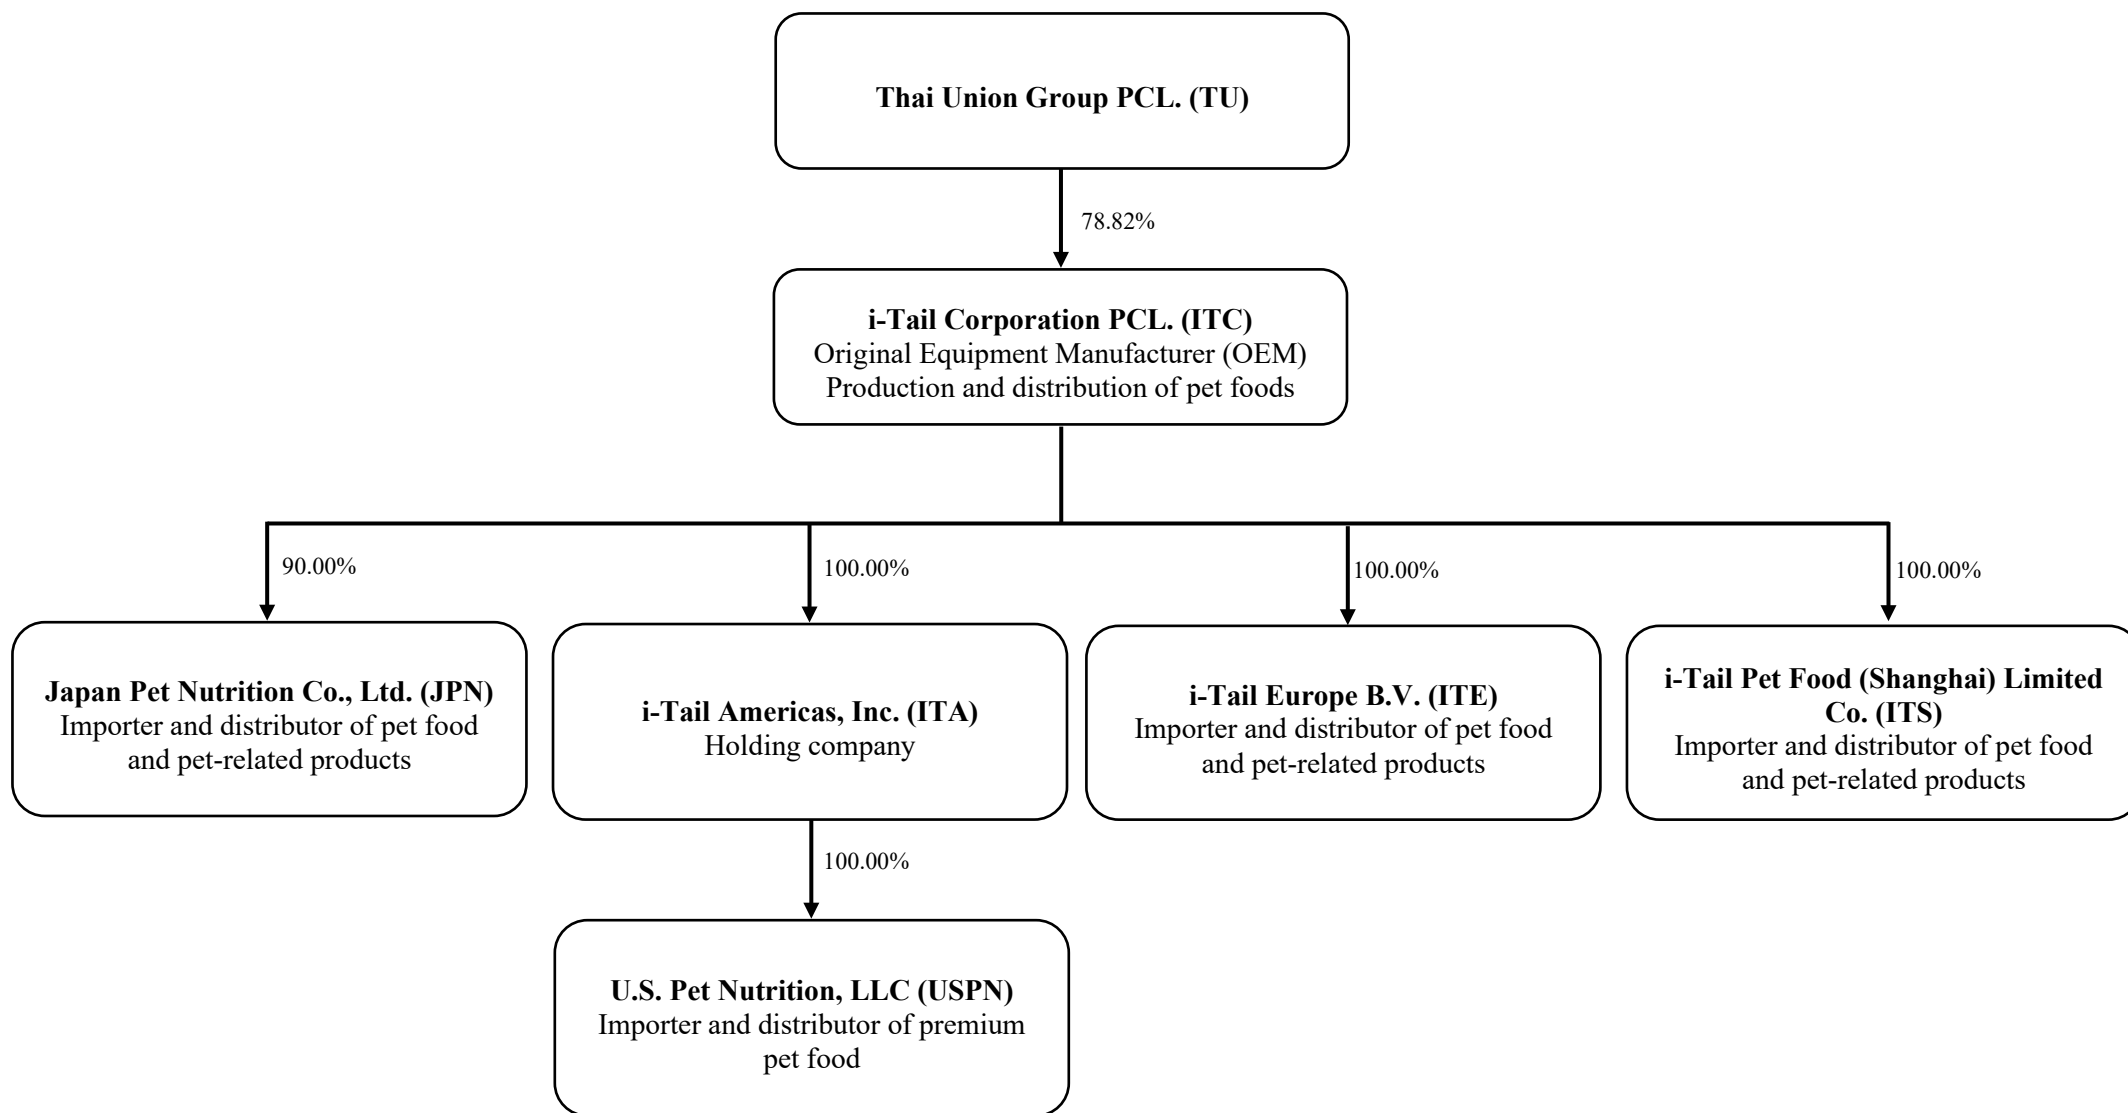 Thai Union Group PCL. (TU)
78.82%
i-Tail Corporation PCL. (ITC)
Original Equipment Manufacturer (OEM)
Production and distribution of pet foods
90.00%
100.00%
100.00%
100.00%
Japan Pet Nutrition Co., Ltd. (JPN)
Importer and distributor of pet food
and pet-related products
i-Tail Americas, Inc. (ITA)
Holding company
i-Tail Europe B.V. (ITE)
Importer and distributor of pet food
and pet-related products
i-Tail Pet Food (Shanghai) Limited
Co. (ITS)
Importer and distributor of pet food
and pet-related products
100.00%
U.S. Pet Nutrition, LLC (USPN)
Importer and distributor of premium
pet food